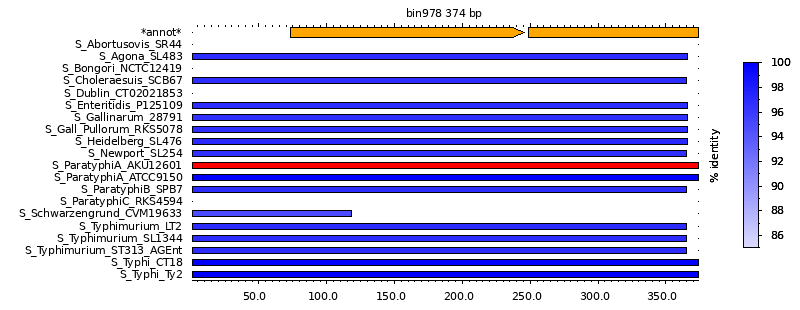 bin978 374 bp
*annot*
S_Abortusovis_SR44
S_Agona_SL483
S_Bongori_NCTC12419
S_Choleraesuis_SCB67
S_Dublin_CT02021853
S_Enteritidis_P125109
S_Gallinarum_28791
S_Gall_Pullorum_RKS5078
S_Heidelberg_SL476
S_Newport_SL254
S_ParatyphiA_AKU12601
S_ParatyphiA_ATCC9150
S_ParatyphiB_SPB7
S_ParatyphiC_RKS4594
S_Schwarzengrund_CVM19633
S_Typhimurium_LT2
S_Typhimurium_SL1344
S_Typhimurium_ST313_AGEnt
S_Typhi_CT18
S_Typhi_Ty2
50.0 100.0 150.0 200.0 250.0 300.0 350.0
% identity
100
98
96
94
92
90
88
86